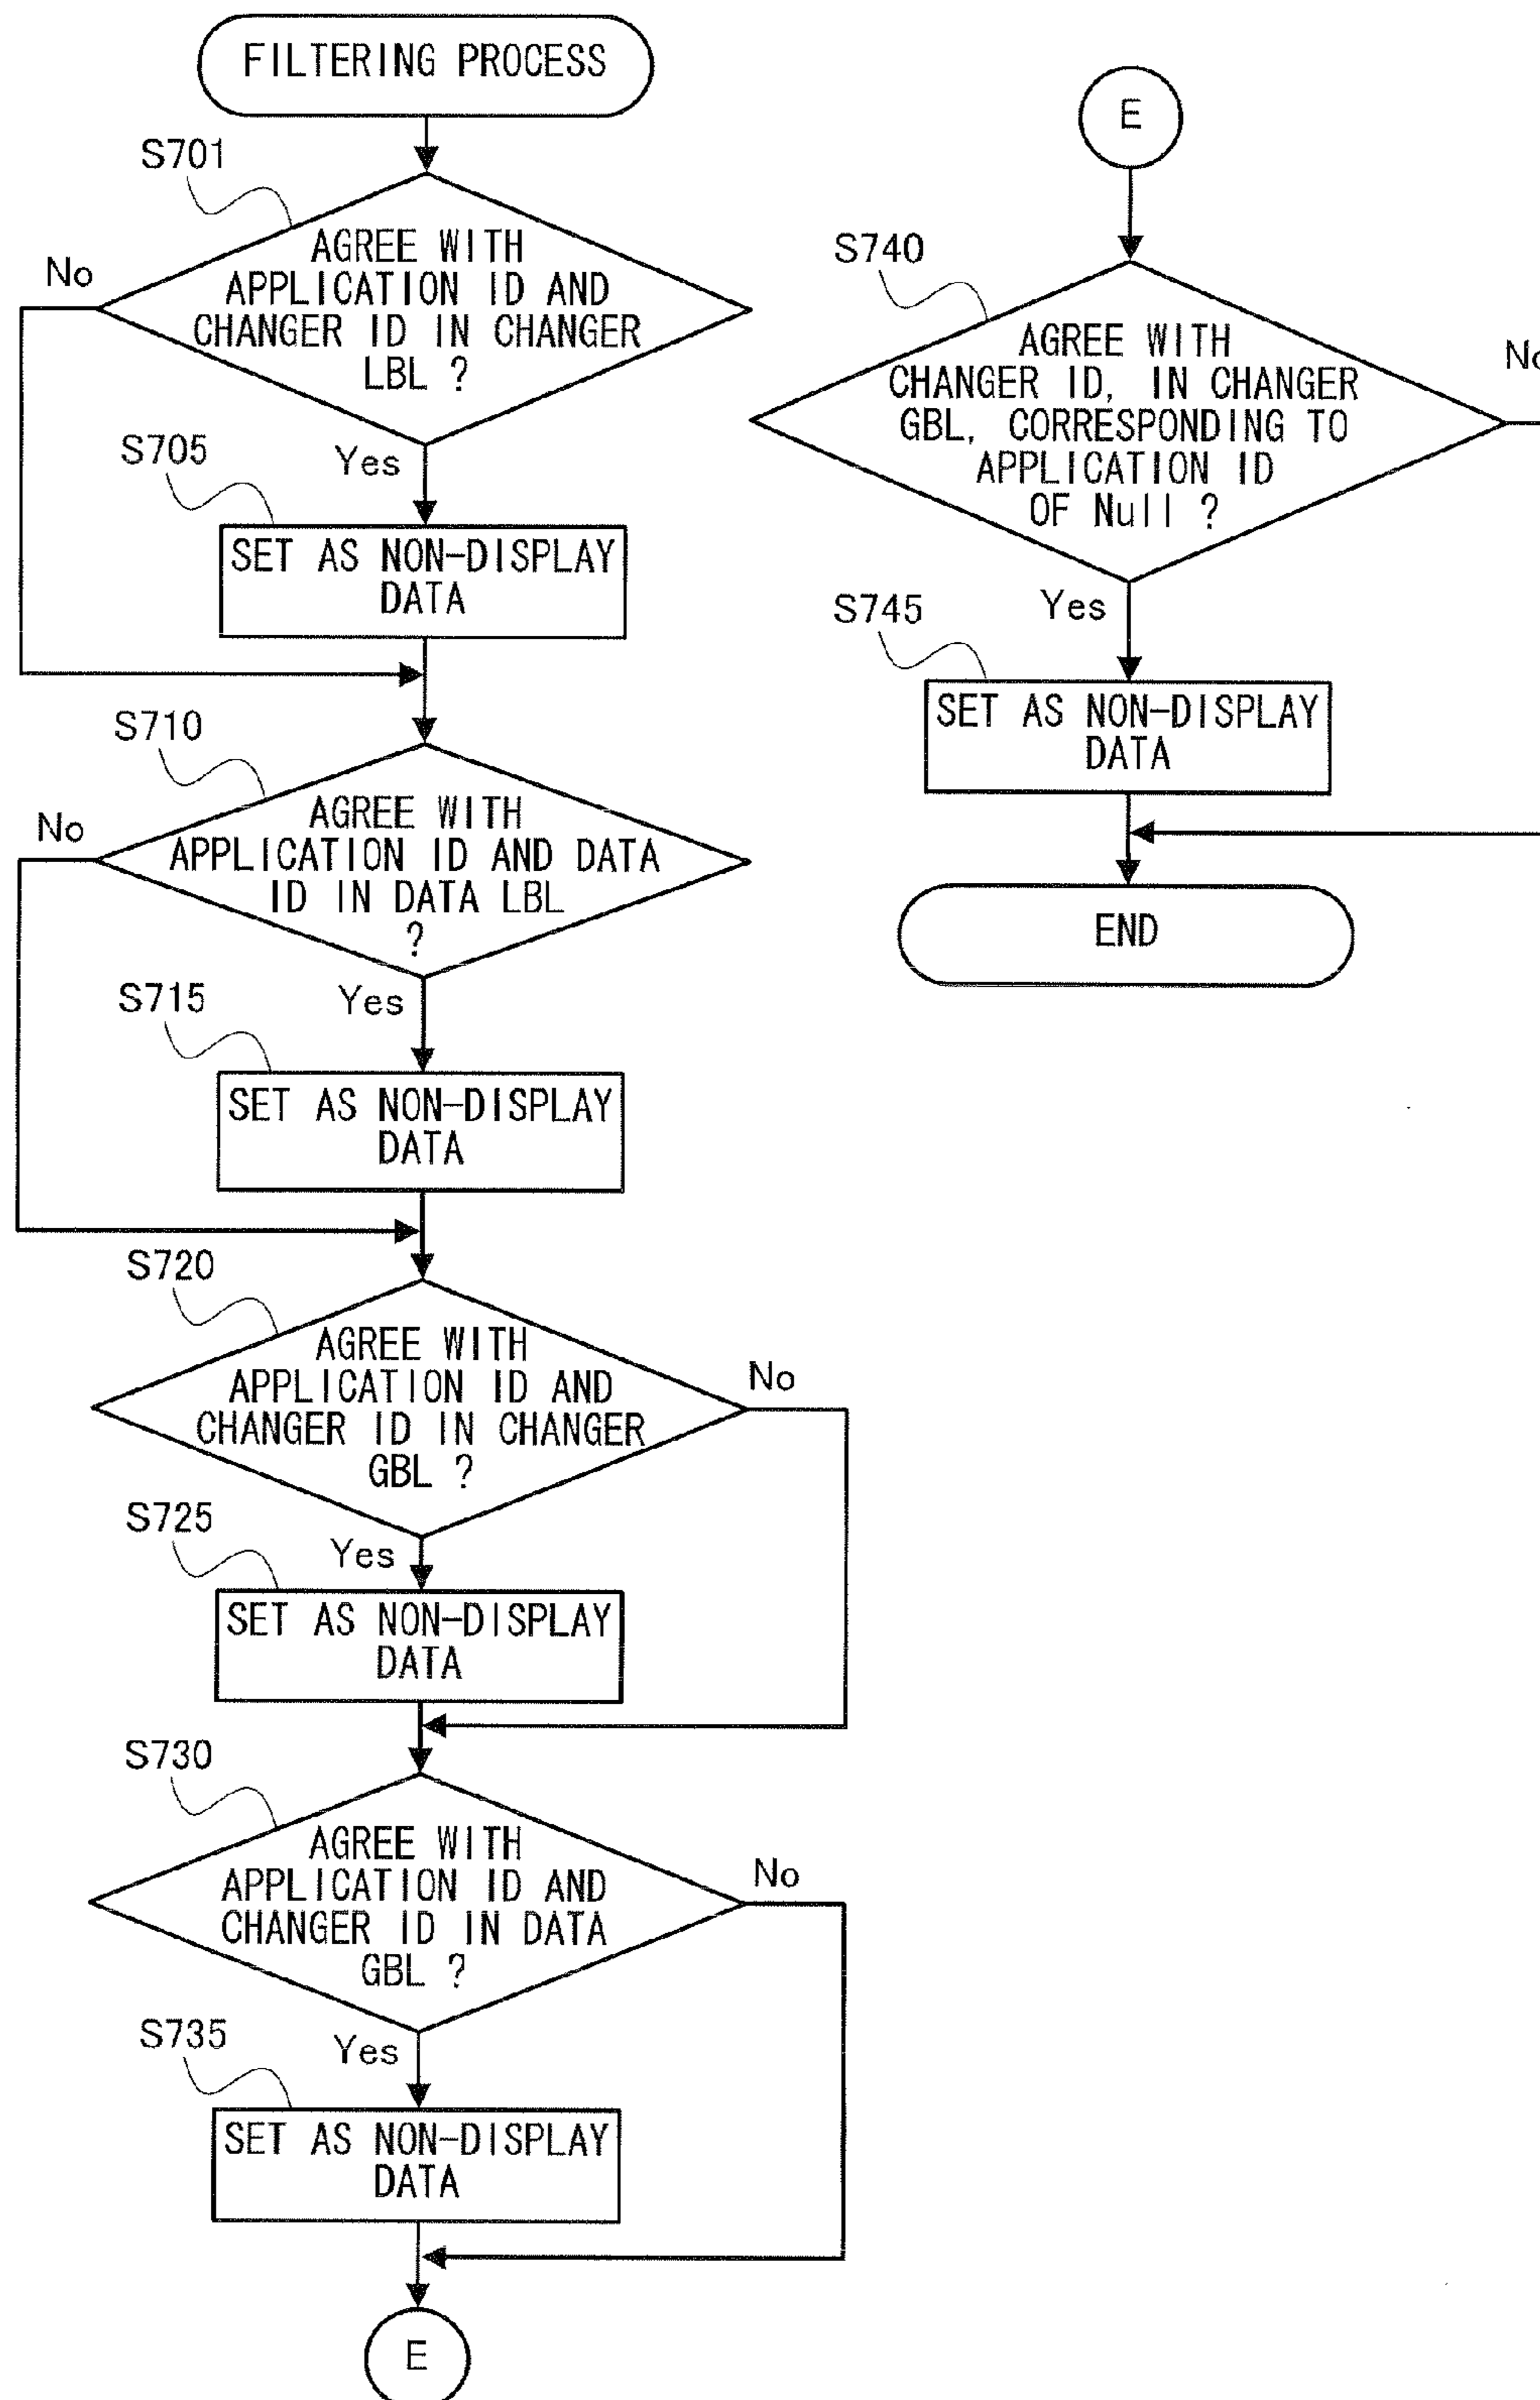 FILTERING PROCESS
S701
AGREE WITH
APPLICATION ID AND
CHANGER ID IN CHANGER
LBL ?
No
Yes
S705
SET AS NON-DISPLAY
DATA
S710
AGREE WITH
APPLICATION ID AND DATA
ID IN DATA LBL
?
No
Yes
S715
SET AS NON-DISPLAY
DATA
S720
AGREE WITH
APPLICATION ID AND
CHANGER ID IN CHANGER
GBL ?
No
Yes
S725
SET AS NON-DISPLAY
DATA
S730
AGREE WITH
APPLICATION ID AND
CHANGER ID IN DATA
GBL ?
No
Yes
S735
SET AS NON-DISPLAY
DATA
E
E
S740
AGREE WITH
CHANGER ID, IN CHANGER
GBL, CORRESPONDING TO
APPLICATION ID
OF Null ?
No
Yes
S745
SET AS NON-DISPLAY
DATA
END